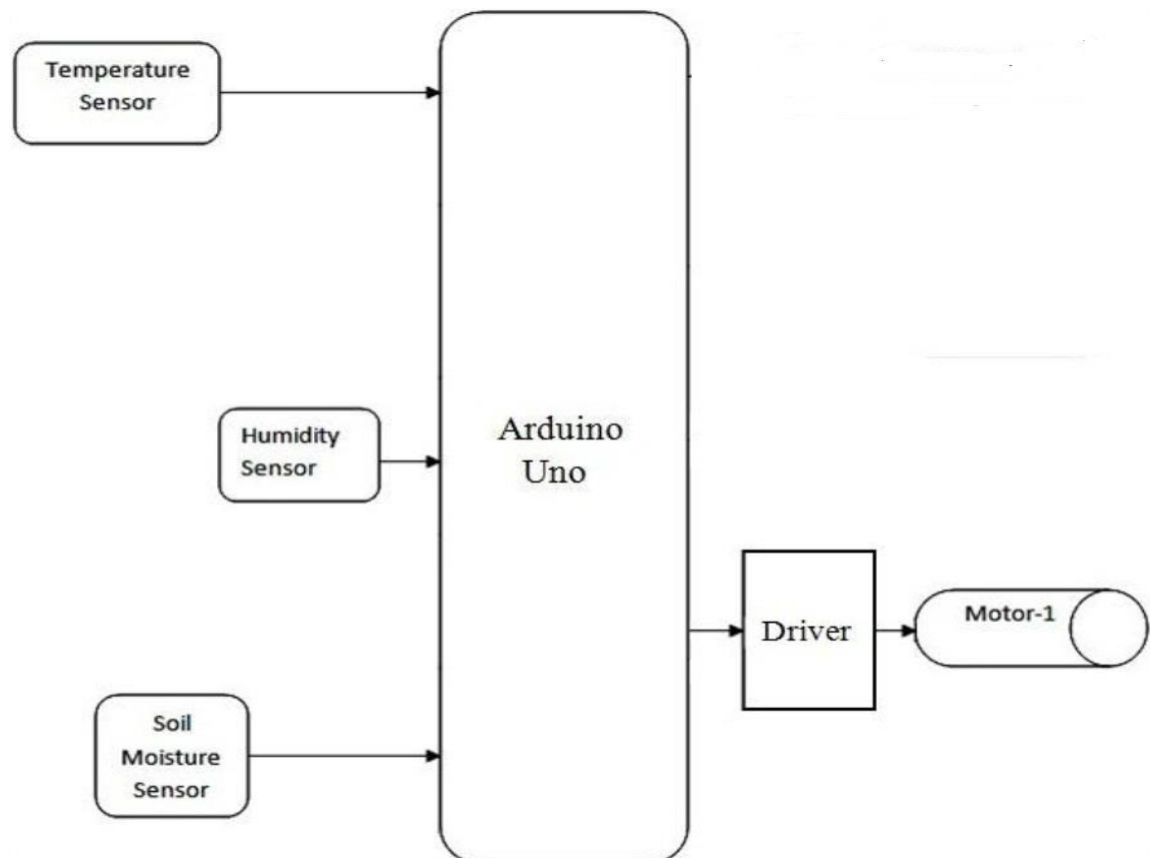 Temperature
Sensor
Humidity
Sensor
Soil
Moisture
Sensor
Arduino
Uno
Driver
Motor-1